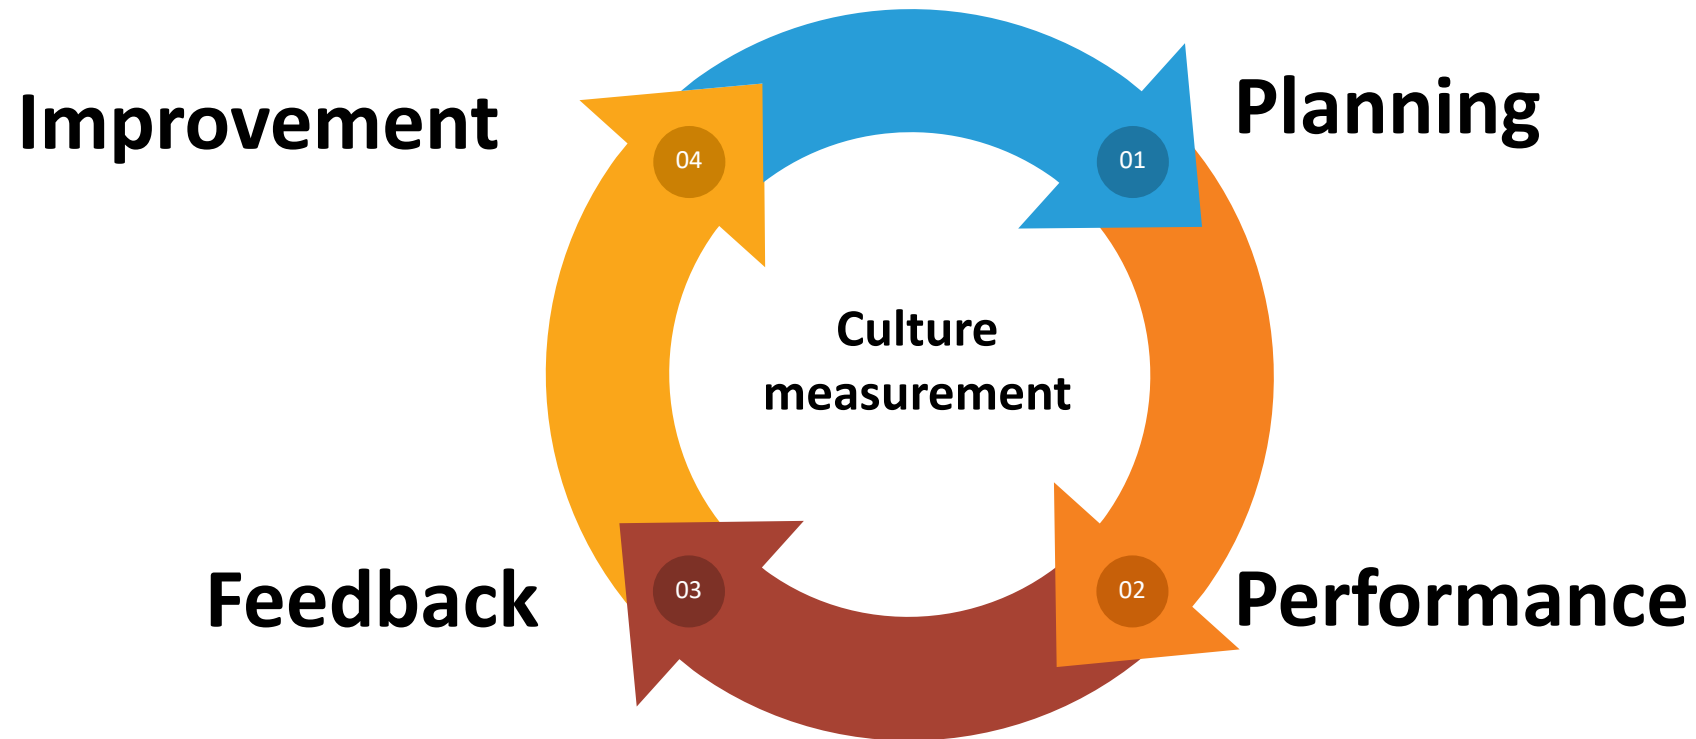 Improvement
04
01
Planning
Culture
measurement
Feedback
03
02
Performance